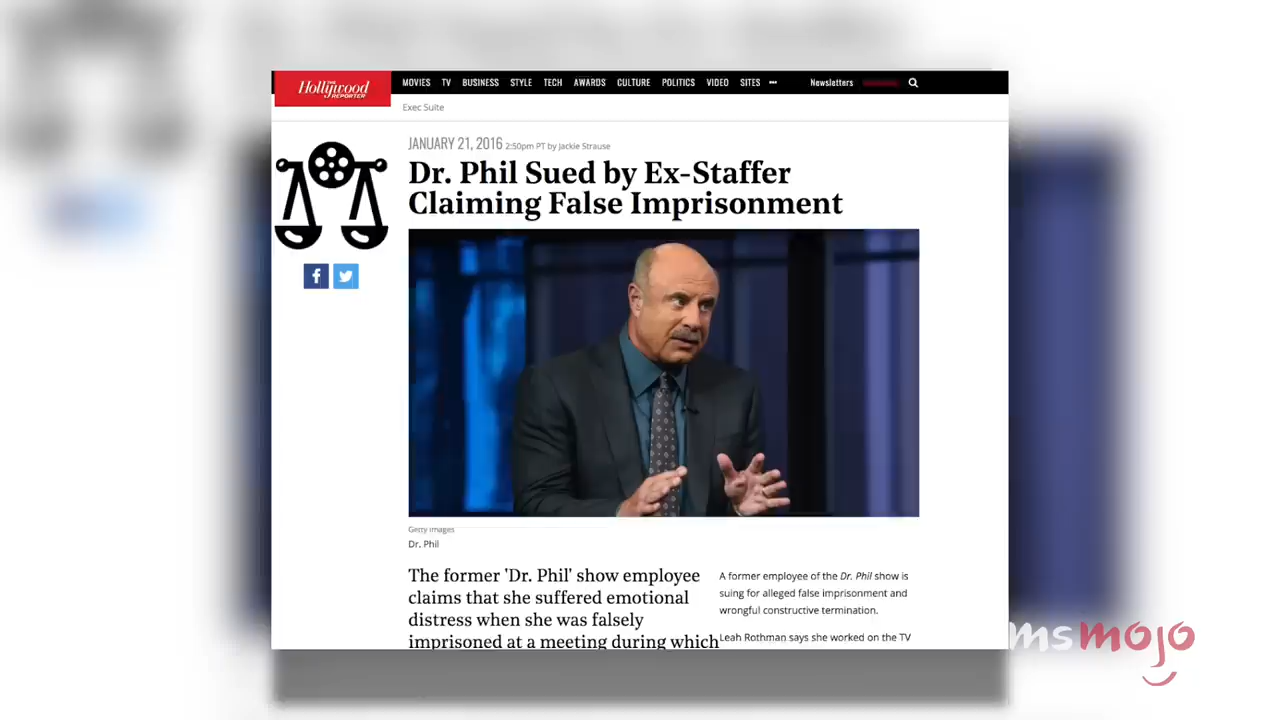 THE
Hollywood
REPORTER
MOVIES TV BUSINESS STYLE TECH AWARDS CULTURE POLITICS VIDEO SITES ••• Newsletters
Exec Suite
JANUARY 21, 2016 2:50pm PT by Jackie Strause
Dr. Phil Sued by Ex-Staffer
Claiming False Imprisonment
Getty Images
Dr. Phil
The former 'Dr. Phil' show employee
claims that she suffered emotional
distress when she was falsely
imprisoned at a meeting during which
A former employee of the Dr. Phil show is
suing for alleged false imprisonment and
wrongful constructive termination.
Leah Rothman says she worked on the TV
msmojo